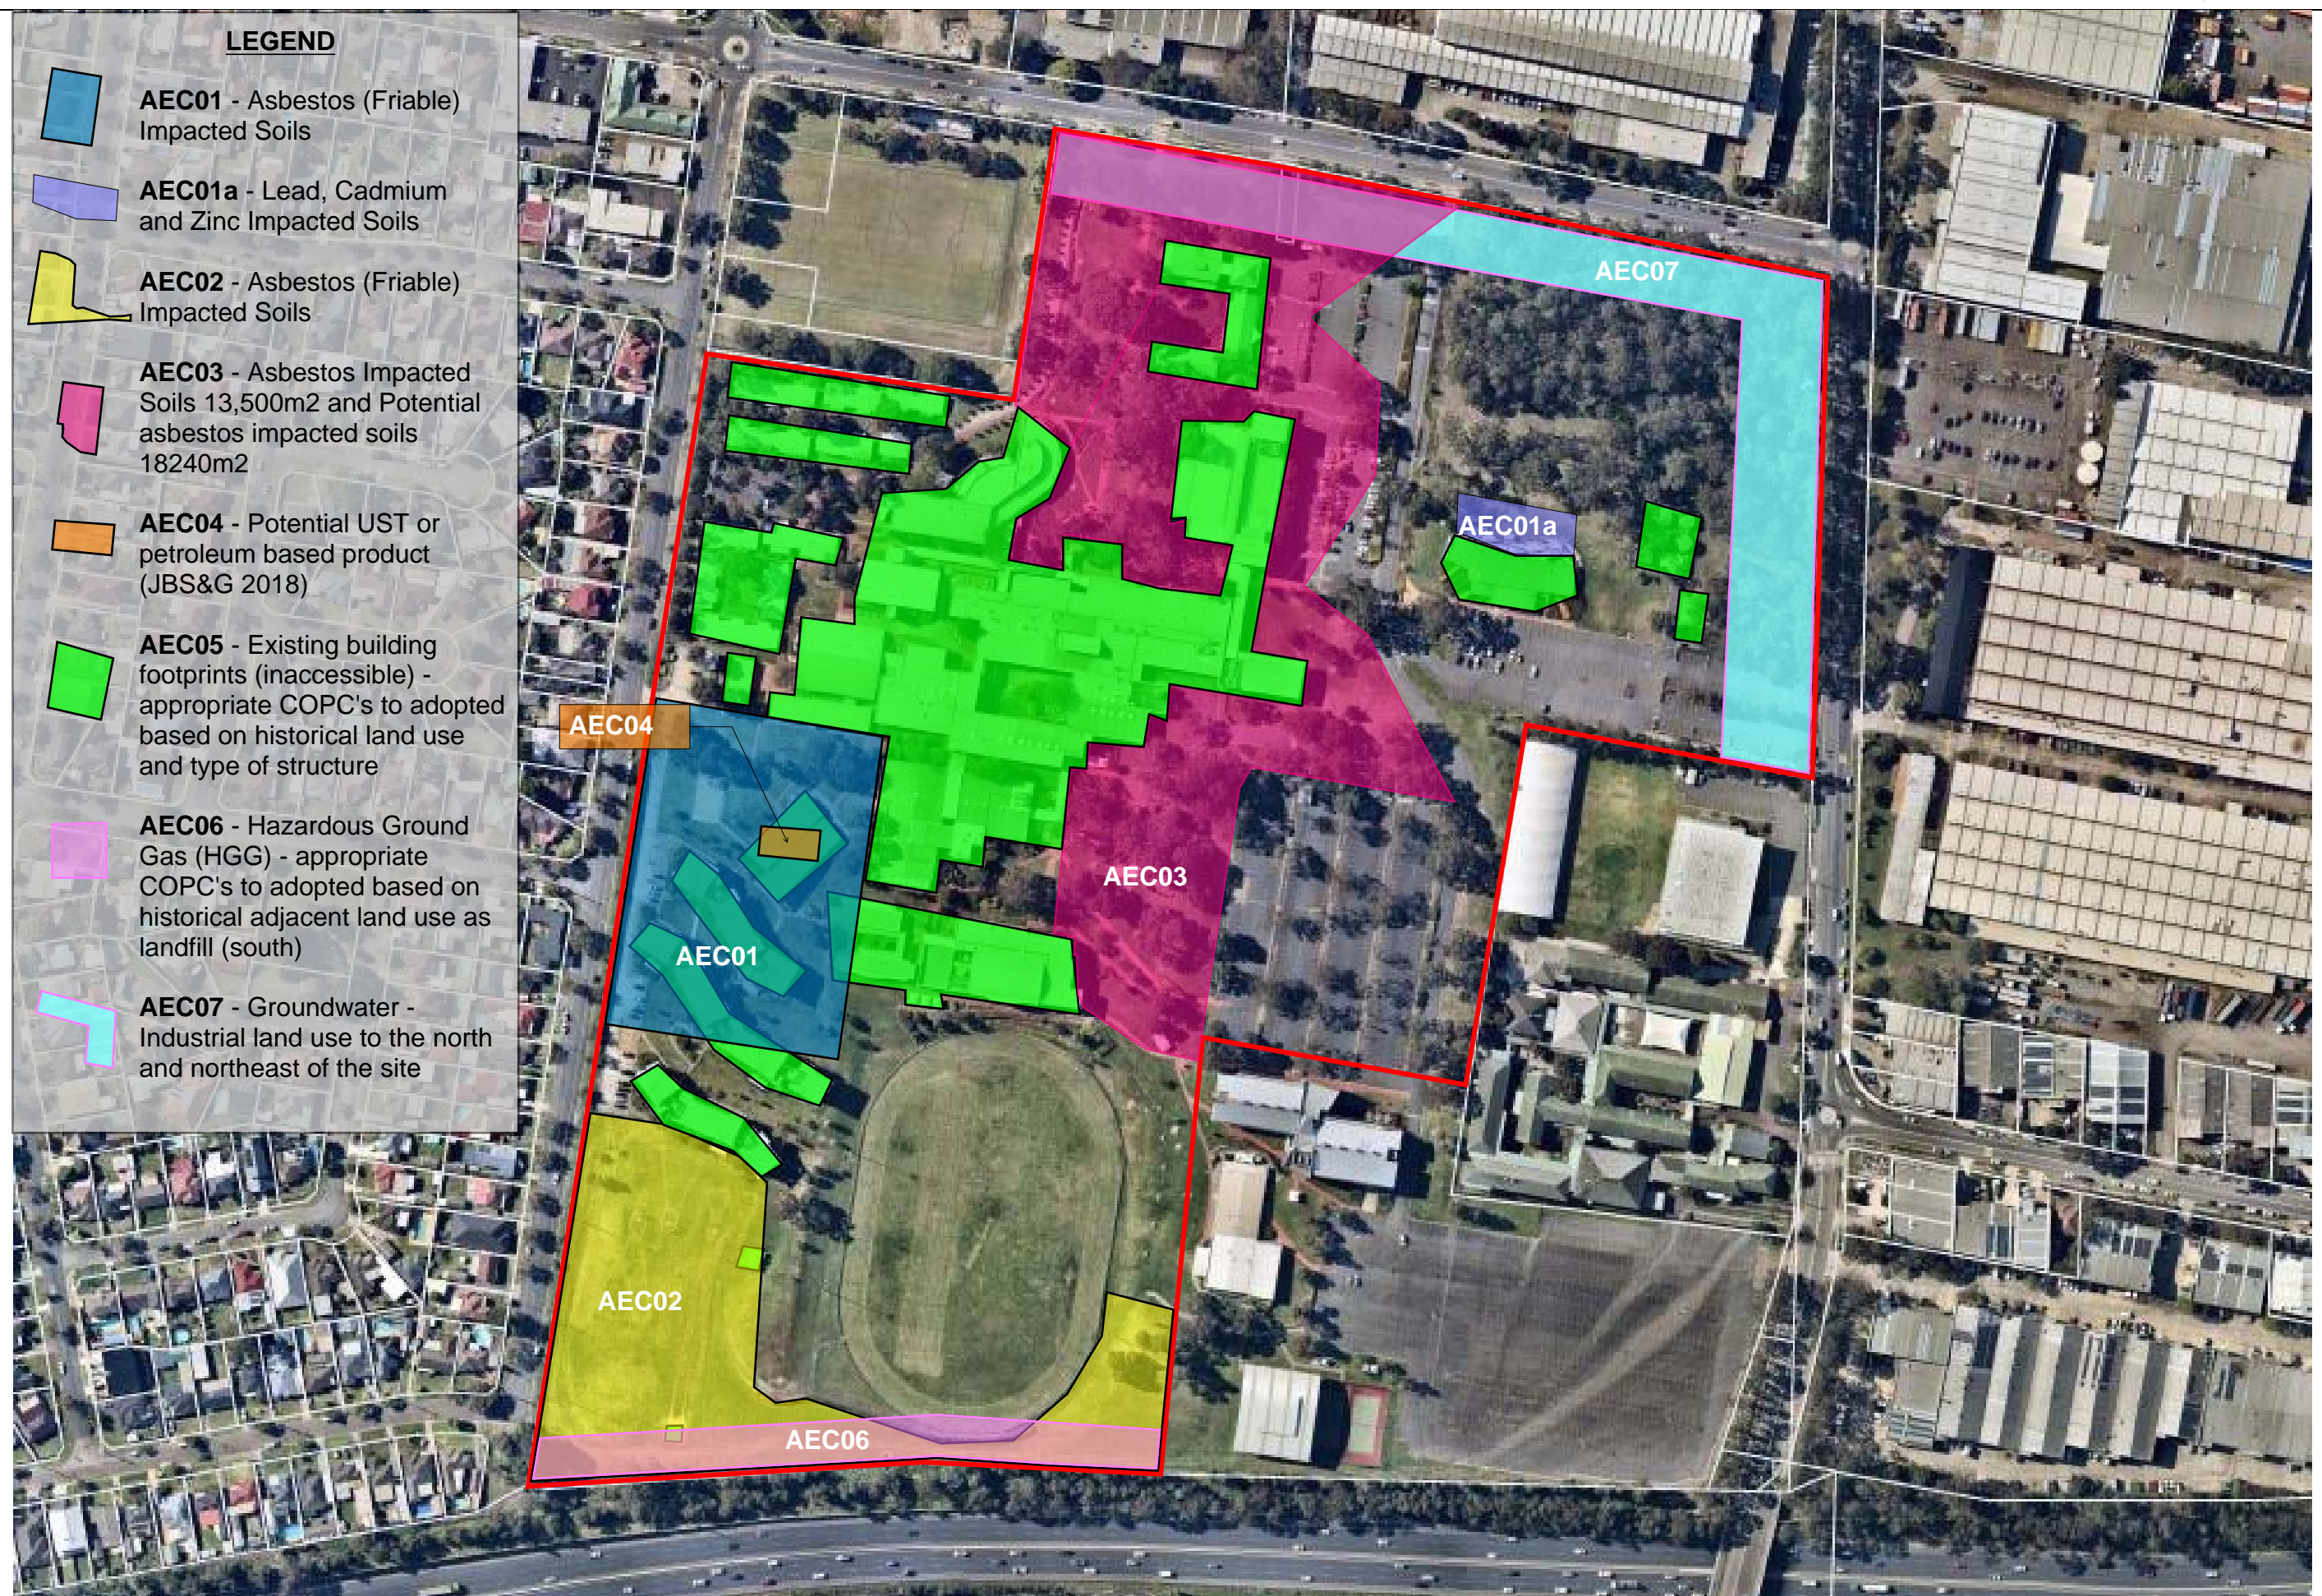 LEGEND
AEC01 - Asbestos (Friable)
Impacted Soils
AEC01a - Lead, Cadmium
and Zinc Impacted Soils
AEC02 - Asbestos (Friable)
Impacted Soils
AEC03 - Asbestos Impacted
Soils 13,500m2 and Potential
asbestos impacted soils
18240m2
AEC04 - Potential UST or
petroleum based product
(JBS&G 2018)
AEC05 - Existing building
footprints (inaccessible) -
appropriate COPC's to adopted
based on historical land use
and type of structure
AEC06 - Hazardous Ground
Gas (HGG) - appropriate
COPC's to adopted based on
historical adjacent land use as
landfill (south)
AEC07 - Groundwater -
Industrial land use to the north
and northeast of the site
AEC07
AEC01a
AEC04
AEC03
AEC01
AEC02
AEC06